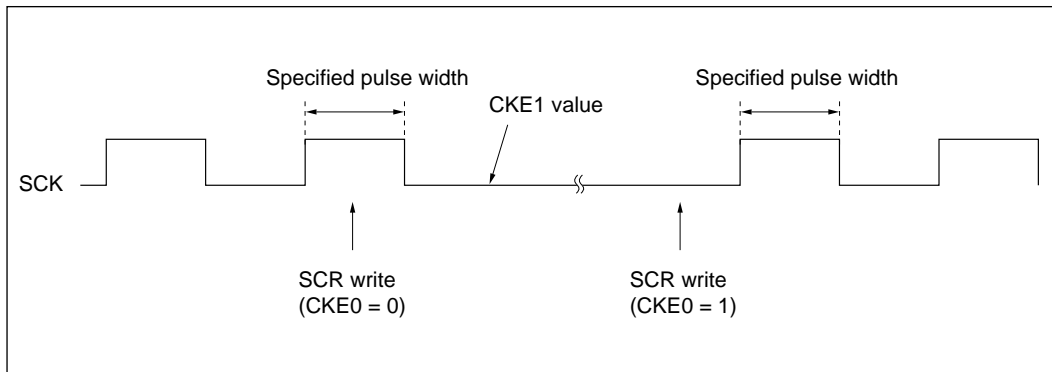 Specified pulse width
Specified pulse width
CKE1 value
SCK
SCR write
(CKE0 = 0)
SCR write
(CKE0 = 1)